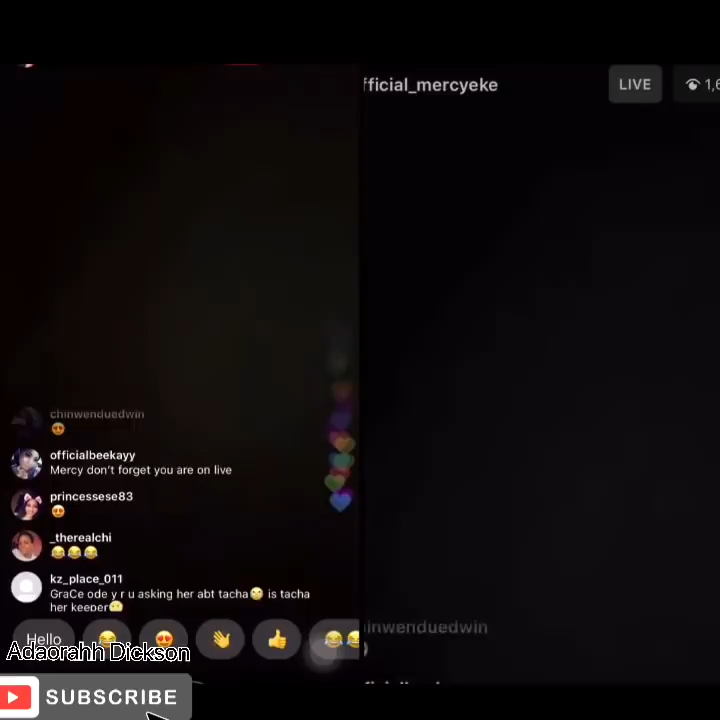 fficial_mercyeke
LIVE
1,6
chinwenduedwin
😍
officialbeekayy
Mercy don't forget you are on live
princessese83
😍
_therealchi
😂😂😂
kz_place_011
GraCe ode y r u asking her abt tacha🙄 is tacha
her keeper
inwenduedwin
Hello
Adaorahh Dickson
SUBSCRIBE